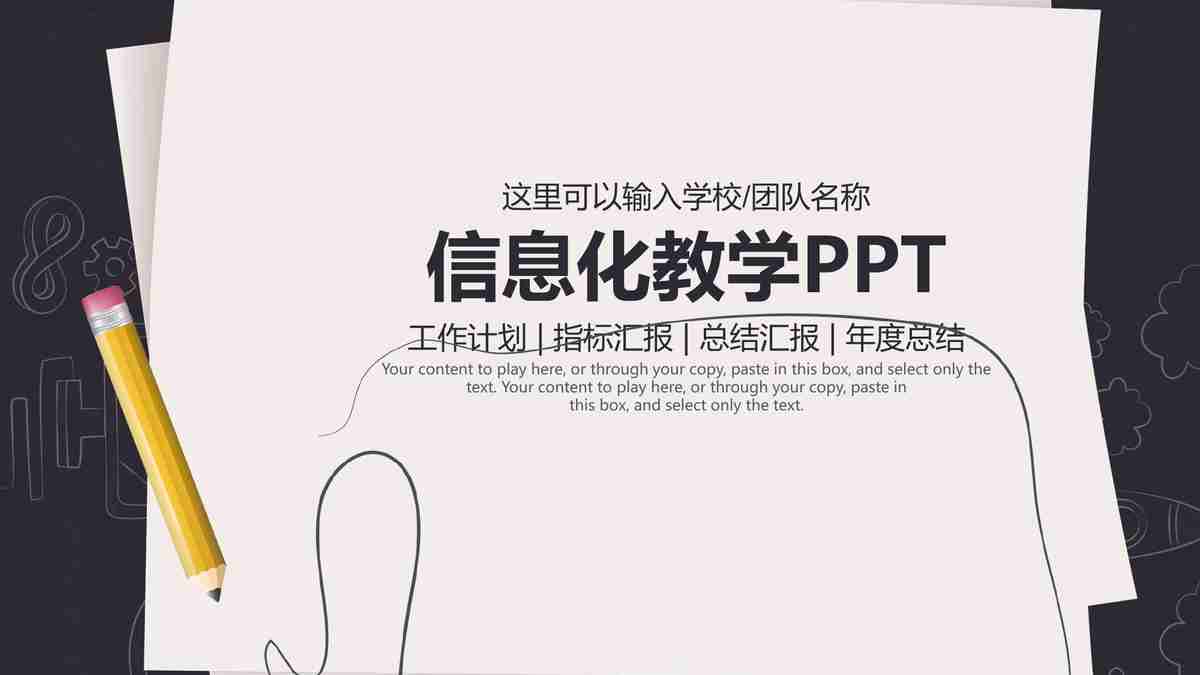 这里可以输入学校/团队名称
信息化教学PPT
工作计划 | 指标汇报 | 总结汇报 | 年度总结
Your content to play here, or through your copy, paste in this box, and select only the
text. Your content to play here, or through your copy, paste in
this box, and select only the text.